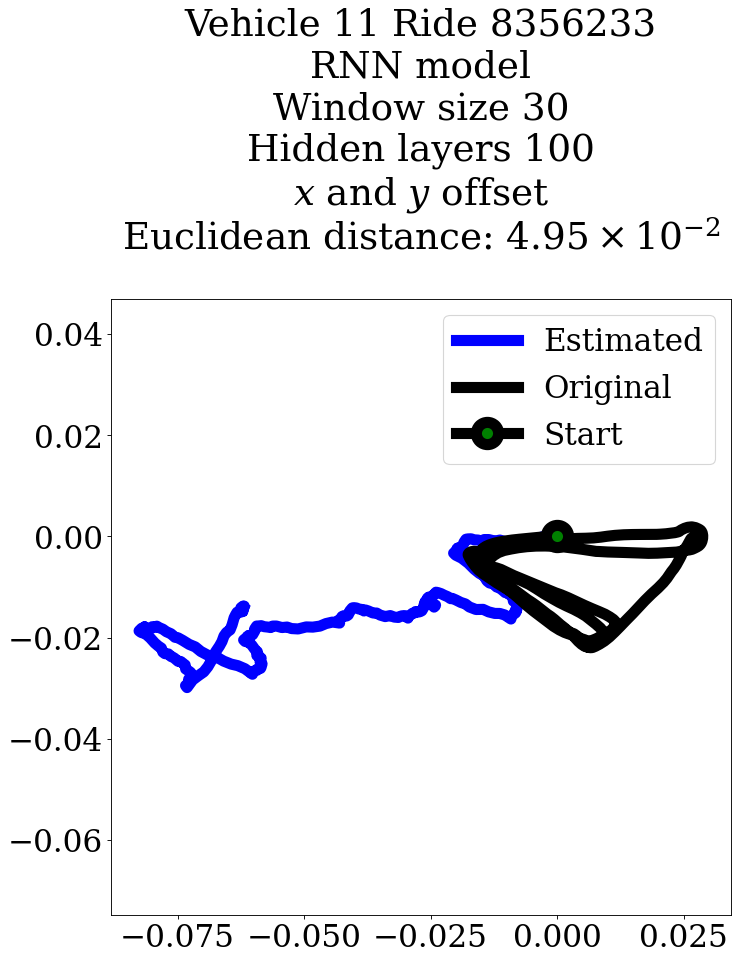 Vehicle 11 Ride 8356233
RNN model
Window size 30
Hidden layers 100
x and y offset
Euclidean distance: 4.95 × 10⁻²
Estimated
Original
Start
0.04
0.02
0.00
−0.02
−0.04
−0.06
−0.075 −0.050 −0.025 0.000 0.025